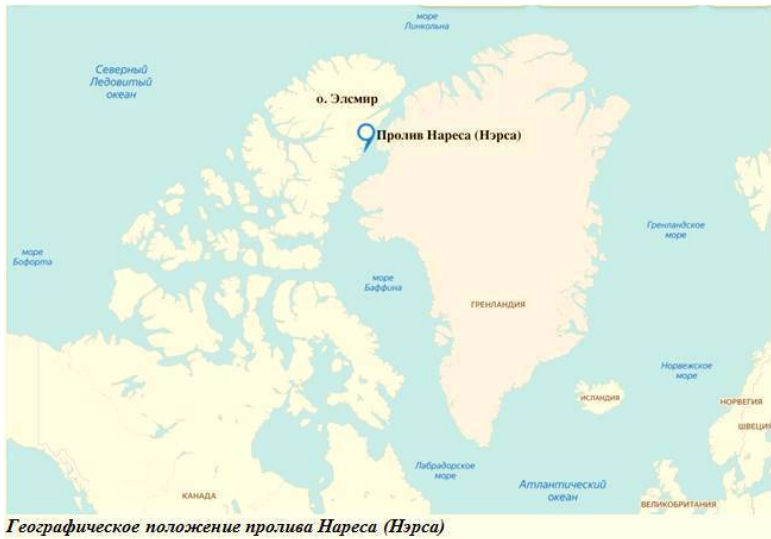 море
Линкольна
Северный
Ледовитый
океан
о. Элсмир
Пролив Нареса (Нэрса)
Гренландское
море
море
Бофорта
море
Баффина
ГРЕНЛАНДИЯ
Норвежское
море
ИСЛАНДИЯ
НОРВЕГИЯ
ШВЕЦИЯ
Лабрадорское
море
Атлантический
океан
КАНАДА
ВЕЛИКОБРИТАНИЯ
Географическое положение пролива Нареса (Нэрса)